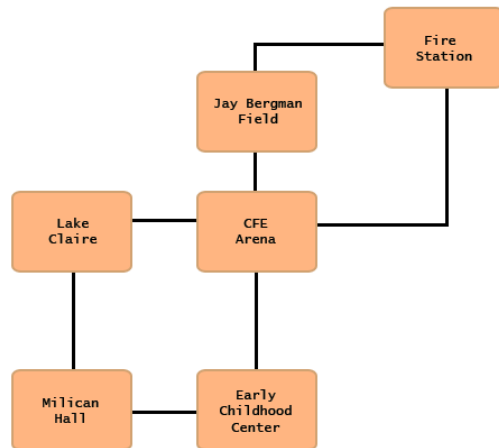 Fire
Station
Jay Bergman
Field
Lake
Claire
CFE
Arena
Milican
Hall
Early
Childhood
Center